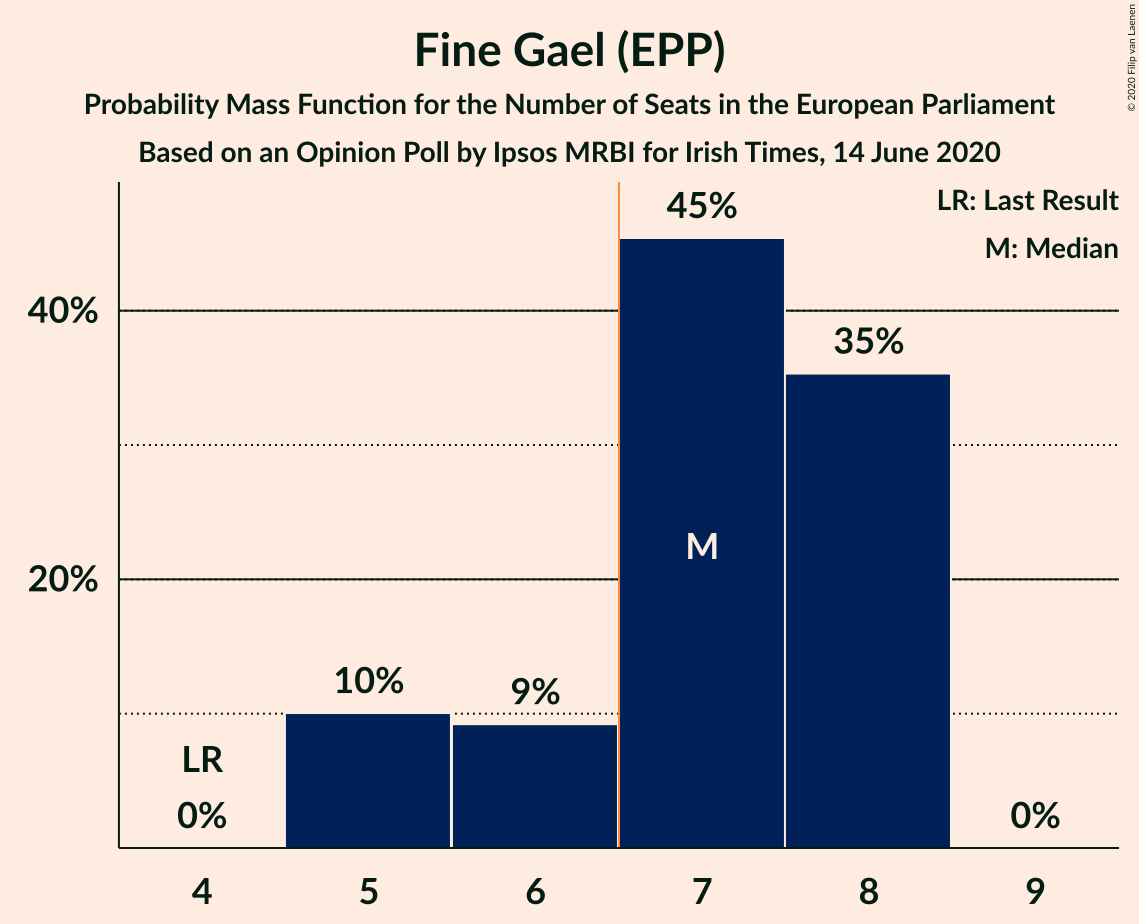 Fine Gael (EPP)
Probability Mass Function for the Number of Seats in the European Parliament
Based on an Opinion Poll by Ipsos MRBI for Irish Times, 14 June 2020
© 2020 Filip van Laenen
LR: Last Result
M: Median
45%
40%
35%
M
20%
10%
9%
LR
0%
0%
4 5 6 7 8 9